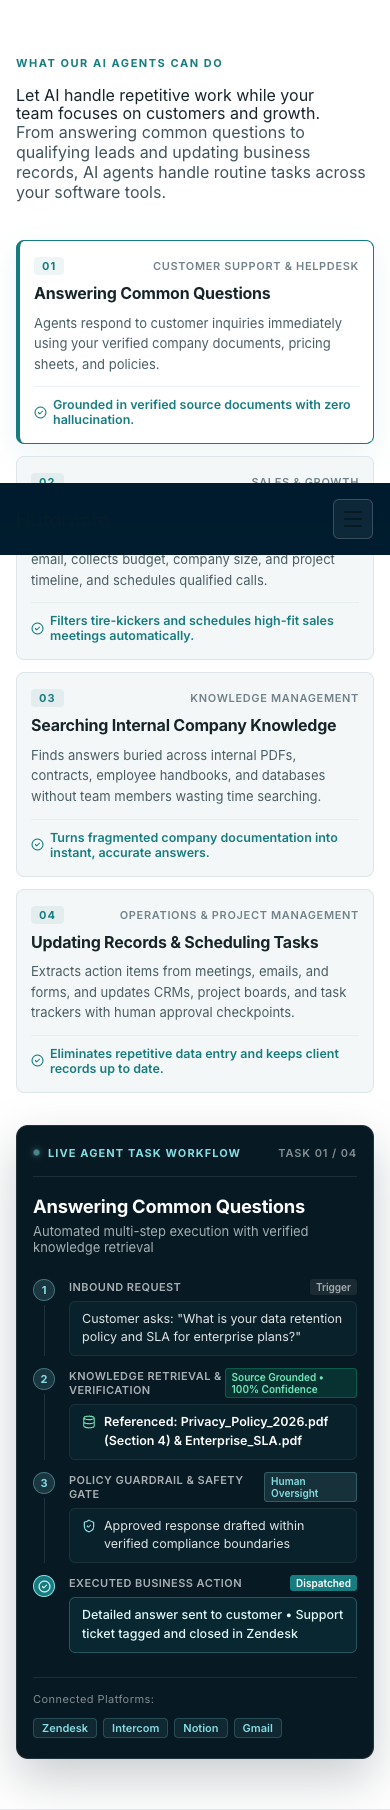 WHAT OUR AI AGENTS CAN DO
Let AI handle repetitive work while your
team focuses on customers and growth.
From answering common questions to
qualifying leads and updating business
records, AI agents handle routine tasks across
your software tools.
01
CUSTOMER SUPPORT & HELPDESK
Answering Common Questions
Agents respond to customer inquiries immediately
using your verified company documents, pricing
sheets, and policies.
Grounded in verified source documents with zero
hallucination.
02
SALES & GROWTH
email, collects budget, company size, and project
timeline, and schedules qualified calls.
Filters tire-kickers and schedules high-fit sales
meetings automatically.
03
KNOWLEDGE MANAGEMENT
Searching Internal Company Knowledge
Finds answers buried across internal PDFs,
contracts, employee handbooks, and databases
without team members wasting time searching.
Turns fragmented company documentation into
instant, accurate answers.
04
OPERATIONS & PROJECT MANAGEMENT
Updating Records & Scheduling Tasks
Extracts action items from meetings, emails, and
forms, and updates CRMs, project boards, and task
trackers with human approval checkpoints.
Eliminates repetitive data entry and keeps client
records up to date.
LIVE AGENT TASK WORKFLOW
TASK 01 / 04
Answering Common Questions
Automated multi-step execution with verified
knowledge retrieval
1
INBOUND REQUEST
Trigger
Customer asks: "What is your data retention
policy and SLA for enterprise plans?"
2
KNOWLEDGE RETRIEVAL &
VERIFICATION
Source Grounded •
100% Confidence
Referenced: Privacy_Policy_2026.pdf
(Section 4) & Enterprise_SLA.pdf
3
POLICY GUARDRAIL & SAFETY
GATE
Human
Oversight
Approved response drafted within
verified compliance boundaries
EXECUTED BUSINESS ACTION
Dispatched
Detailed answer sent to customer • Support
ticket tagged and closed in Zendesk
Connected Platforms:
Zendesk
Intercom
Notion
Gmail